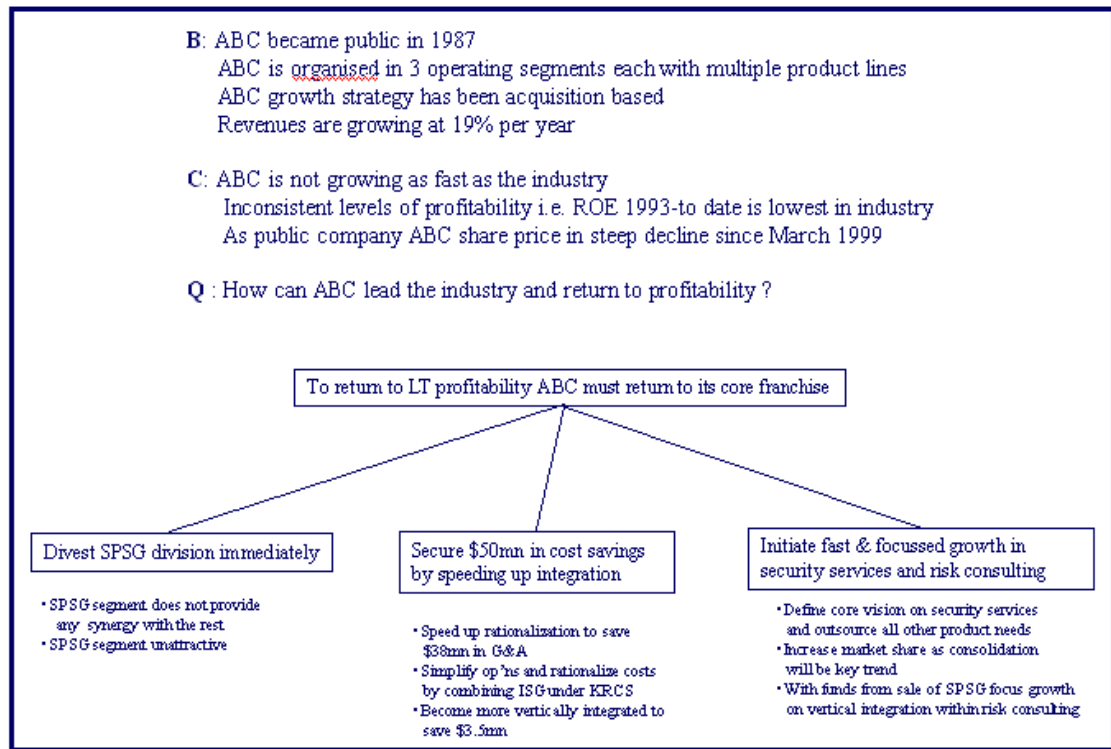 B: ABC became public in 1987
ABC is organised in 3 operating segments each with multiple product lines
ABC growth strategy has been acquisition based
Revenues are growing at 19% per year
C: ABC is not growing as fast as the industry
Inconsistent levels of profitability i.e. ROE 1993-to date is lowest in industry
As public company ABC share price in steep decline since March 1999
Q : How can ABC lead the industry and return to profitability ?
To return to LT profitability ABC must return to its core franchise
Divest SPSG division immediately
• SPSG segment does not provide
any synergy with the rest
• SPSG segment unattractive
Secure $50mn in cost savings
by speeding up integration
• Speed up rationalization to save
$38mn in G&A
• Simplify op'ns and rationalize costs
by combining ISG under KRCS
• Become more vertically integrated to
save $3.5mn
Initiate fast & focussed growth in
security services and risk consulting
• Define core vision on security services
and outsource all other product needs
• Increase market share as consolidation
will be key trend
• With funds from sale of SPSG focus growth
on vertical integration within risk consulting